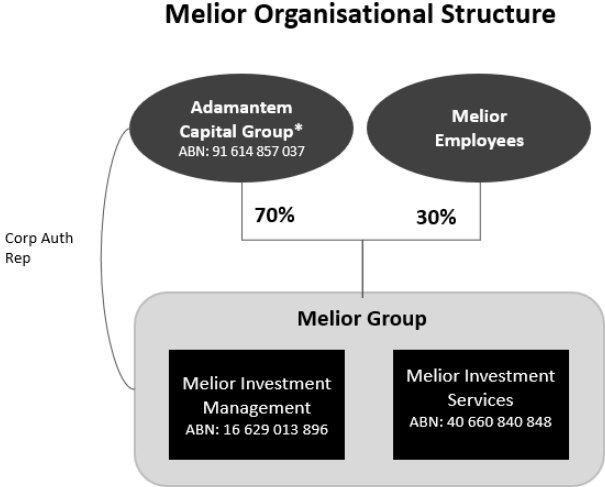 Melior Organisational Structure
Adamantem
Capital Group*
ABN: 91 614 857 037
Melior
Employees
70%
30%
Corp Auth
Rep
Melior Group
Melior Investment
Management
ABN: 16 629 013 896
Melior Investment
Services
ABN: 40 660 840 848